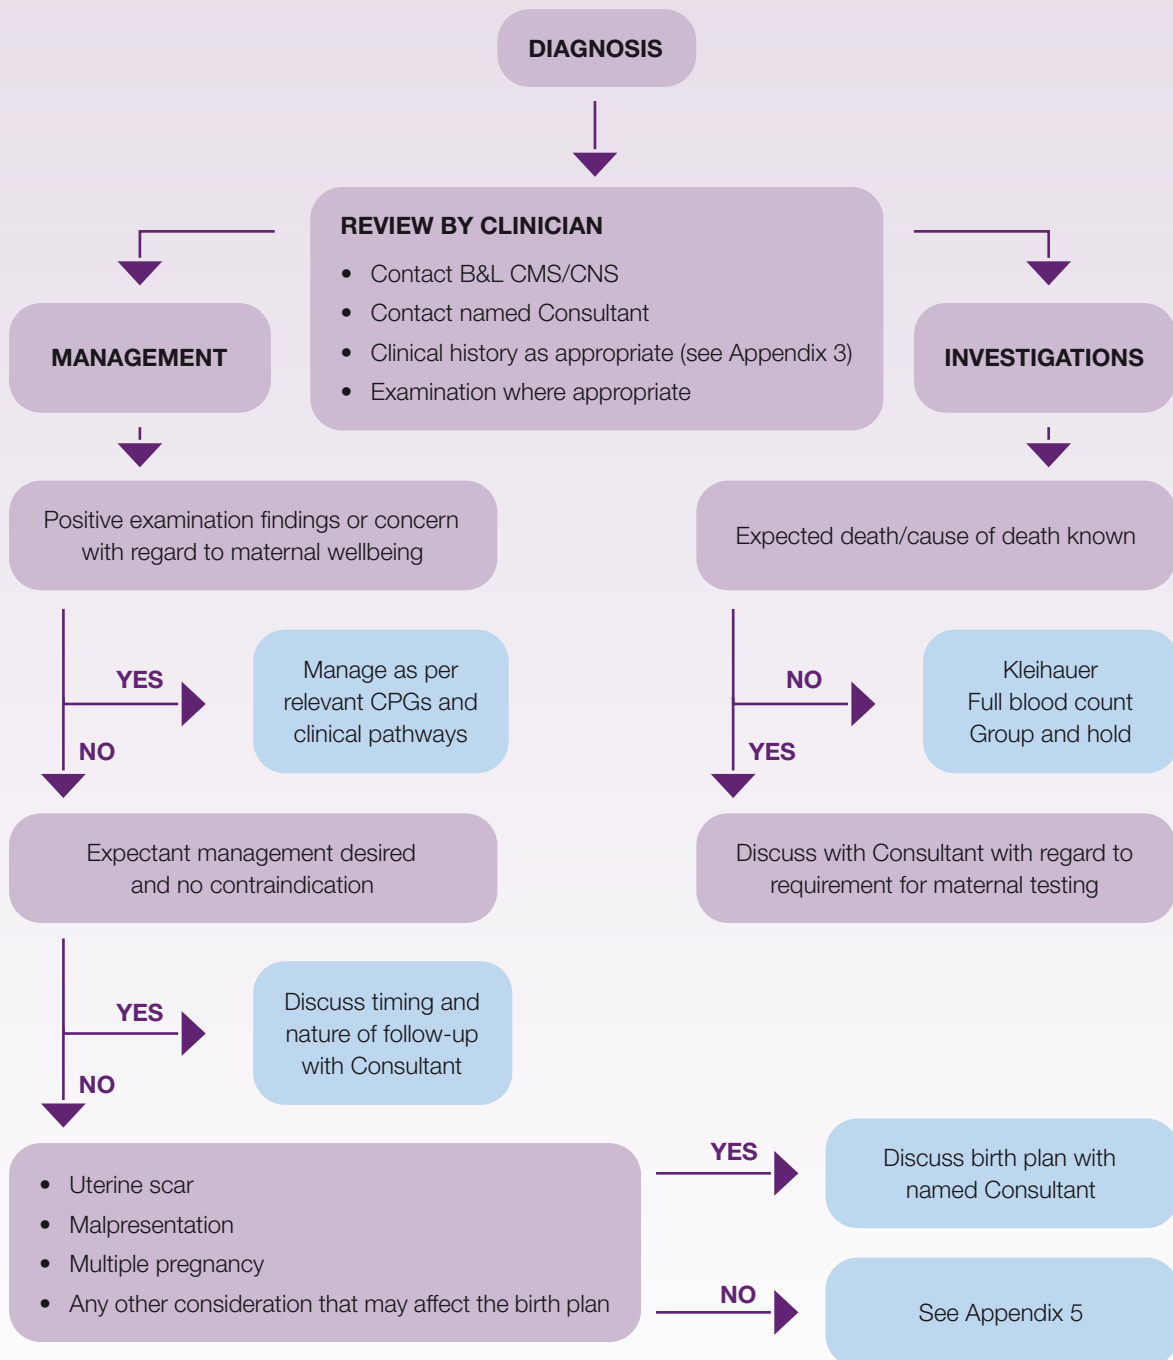 DIAGNOSIS
REVIEW BY CLINICIAN
• Contact B&L CMS/CNS
• Contact named Consultant
• Clinical history as appropriate (see Appendix 3)
• Examination where appropriate
MANAGEMENT
INVESTIGATIONS
Positive examination findings or concern
with regard to maternal wellbeing
Expected death/cause of death known
YES
Manage as per
relevant CPGs and
clinical pathways
NO
NO
Kleihauer
Full blood count
Group and hold
YES
Expectant management desired
and no contraindication
Discuss with Consultant with regard to
requirement for maternal testing
YES
Discuss timing and
nature of follow-up
with Consultant
NO
• Uterine scar
• Malpresentation
• Multiple pregnancy
• Any other consideration that may affect the birth plan
YES
Discuss birth plan with
named Consultant
NO
See Appendix 5